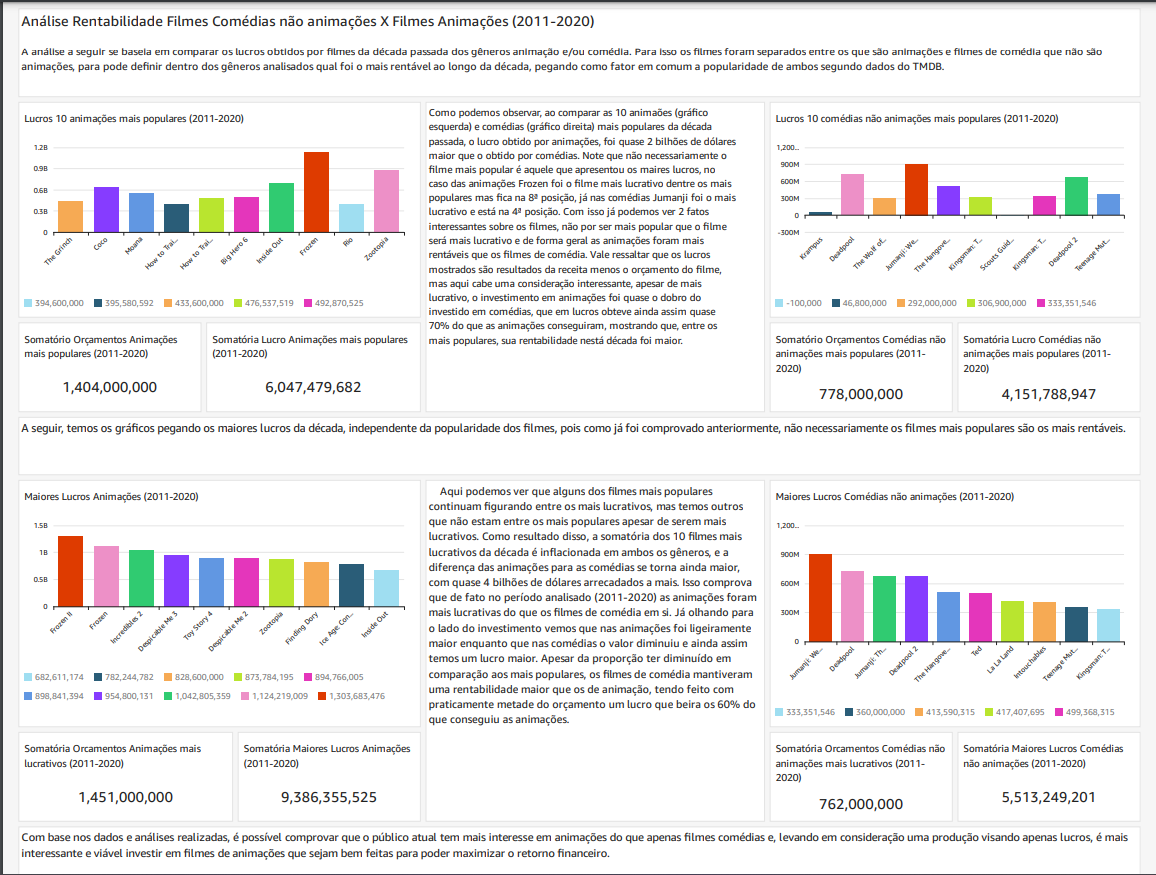 Análise Rentabilidade Filmes Comédias não animações X Filmes Animações (2011-2020)
A análise a seguir se baseia em comparar os lucros obtidos por filmes da década passada dos gêneros animação e/ou comédia. Para isso os filmes foram separados entre os que são animações e filmes de comédia que não são
animações, para pode definir dentro dos gêneros analisados qual foi o mais rentável ao longo da década, pegando como fator em comum a popularidade de ambos segundo dados do TMDB.
Lucros 10 animações mais populares (2011-2020)
1.2B
0.9B
0.6B
0.3B
0
The Grinch
Coco
Moana
How to Trai...
How to Trai...
Big Hero 6
Inside Out
Frozen
Rio
Zootopia
394,600,000 395,580,592 433,600,000 476,537,519 492,870,525
Somatório Orçamentos Animações
mais populares (2011-2020)
1,404,000,000
Somatória Lucro Animações mais populares
(2011-2020)
6,047,479,682
Como podemos observar, ao comparar as 10 animaões (gráfico
esquerda) e comédias (gráfico direita) mais populares da década
passada, o lucro obtido por animações, foi quase 2 bilhões de dólares
maior que o obtido por comédias. Note que não necessariamente o
filme mais popular é aquele que apresentou os maires lucros, no
caso das animações Frozen foi o filme mais lucrativo dentre os mais
populares mas fica na 8ª posição, já nas comédias Jumanji foi o mais
lucrativo e está na 4ª posição. Com isso já podemos ver 2 fatos
interessantes sobre os filmes, não por ser mais popular que o filme
será mais lucrativo e de forma geral as animações foram mais
rentáveis que os filmes de comédia. Vale ressaltar que os lucros
mostrados são resultados da receita menos o orçamento do filme,
mas aqui cabe uma consideração interessante, apesar de mais
lucrativo, o investimento em animações foi quase o dobro do
investido em comédias, que em lucros obteve ainda assim quase
70% do que as animações conseguiram, mostrando que, entre os
mais populares, sua rentabilidade nestá década foi maior.
Lucros 10 comédias não animações mais populares (2011-2020)
1,200...
900M
600M
300M
0
-300M
Krampus
Deadpool
The Wolf of...
Jumanji: We...
The Hangove...
Kingsman: T...
Scouts Guid...
Kingsman: T...
Deadpool 2
Teenage Mut...
-100,000 46,800,000 292,000,000 306,900,000 333,351,546
Somatório Orçamentos Comédias não
animações mais populares (2011-
2020)
778,000,000
Somatória Lucro Comédias não
animações mais populares (2011-
2020)
4,151,788,947
A seguir, temos os gráficos pegando os maiores lucros da década, independente da popularidade dos filmes, pois como já foi comprovado anteriormente, não necessariamente os filmes mais populares são os mais rentáveis.
Maiores Lucros Animações (2011-2020)
1.5B
1B
0.5B
0
Frozen II
Frozen
Incredibles 2
Despicable Me 3
Toy Story 4
Despicable Me 2
Zootopia
Finding Dory
Ice Age: Con...
Inside Out
682,611,174 782,244,782 828,600,000 873,784,195 894,766,005
898,841,394 954,800,131 1,042,805,359 1,124,219,009 1,303,683,476
Somatória Orcamentos Animações mais
lucrativos (2011-2020)
1,451,000,000
Somatória Maiores Lucros Animações
(2011-2020)
9,386,355,525
Aqui podemos ver que alguns dos filmes mais populares
continuam figurando entre os mais lucrativos, mas temos outros
que não estam entre os mais populares apesar de serem mais
lucrativos. Como resultado disso, a somatória dos 10 filmes mais
lucrativos da década é inflacionada em ambos os gêneros, e a
diferença das animações para as comédias se torna ainda maior,
com quase 4 bilhões de dólares arrecadados a mais. Isso comprova
que de fato no período analisado (2011-2020) as animações foram
mais lucrativas do que os filmes de comédia em si. Já olhando para
o lado do investimento vemos que nas animações foi ligeiramente
maior enquanto que nas comédias o valor diminuiu e ainda assim
temos um lucro maior. Apesar da proporção ter diminuído em
comparação aos mais populares, os filmes de comédia mantiveram
uma rentabilidade maior que os de animação, tendo feito com
praticamente metade do orçamento um lucro que beira os 60% do
que conseguiu as animações.
Maiores Lucros Comédias não animações (2011-2020)
1,200...
900M
600M
300M
0
Jumanji: We...
Deadpool
Jumanji: Th...
Deadpool 2
The Hangove...
Ted
La La Land
Intouchables
Teenage Mut...
Kingsman: T...
333,351,546 360,000,000 413,590,315 417,407,695 499,368,315
Somatória Orcamentos Comédias não
animações mais lucrativos (2011-
2020)
762,000,000
Somatória Maiores Lucros Comédias
não animações (2011-2020)
5,513,249,201
Com base nos dados e análises realizadas, é possível comprovar que o público atual tem mais interesse em animações do que apenas filmes comédias e, levando em consideração uma produção visando apenas lucros, é mais
interessante e viável investir em filmes de animações que sejam bem feitas para poder maximizar o retorno financeiro.